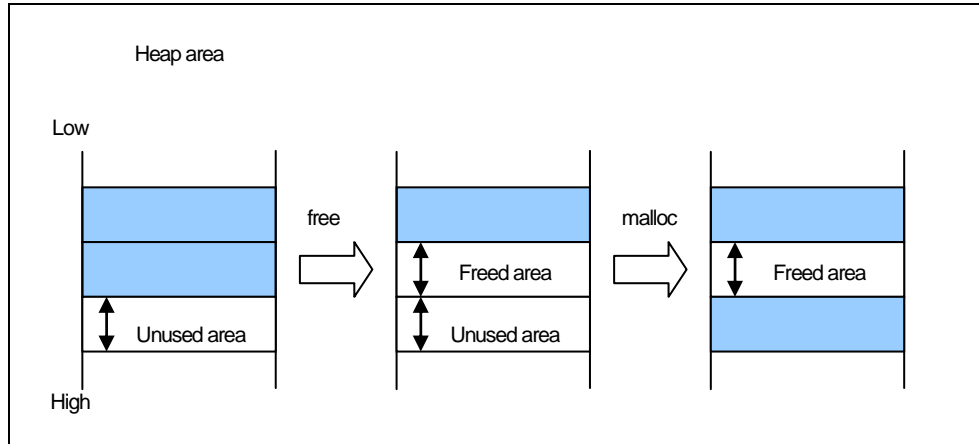 Heap area
Low
free
malloc
Freed area
Freed area
Unused area
Unused area
High